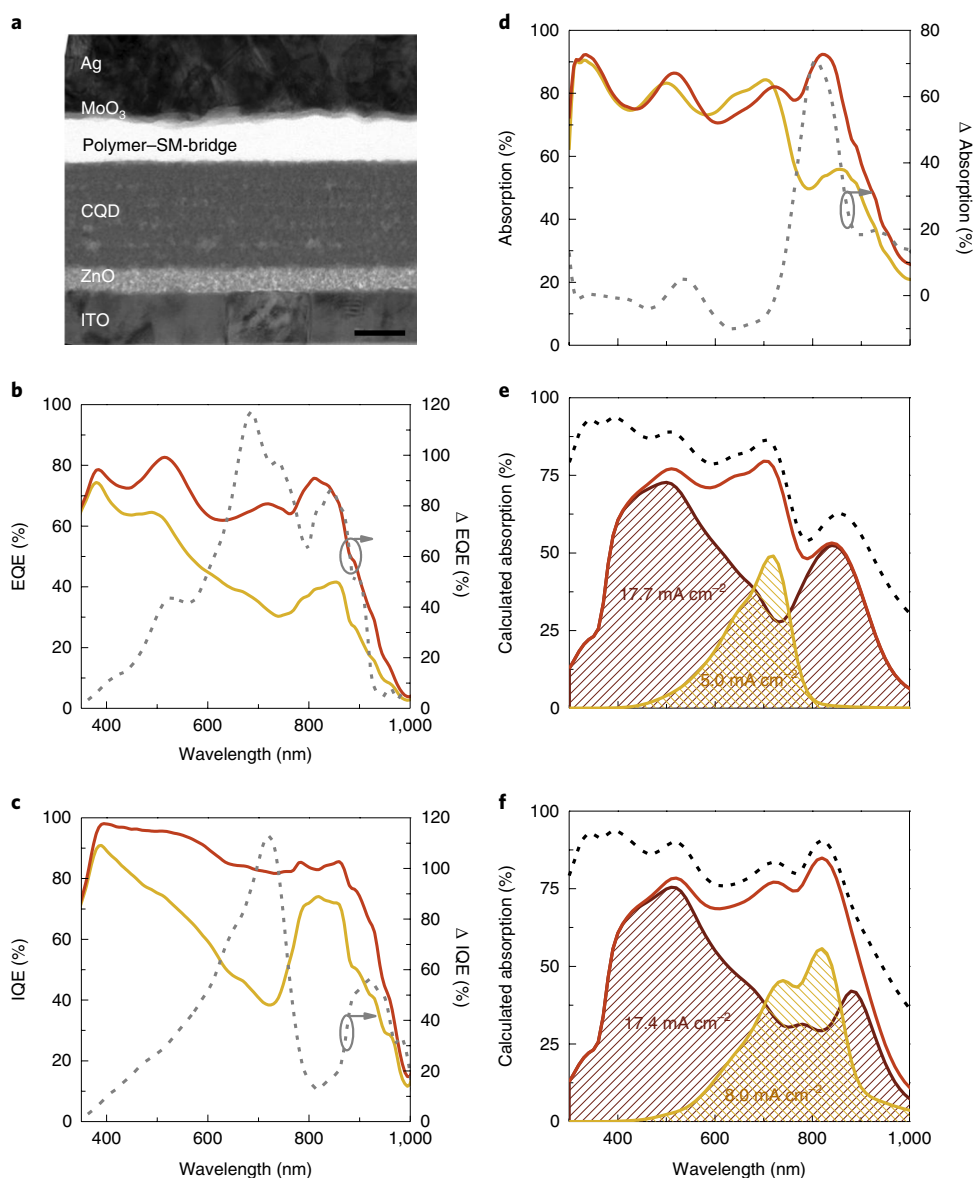 a
Ag
MoO3
Polymer–SM-bridge
CQD
ZnO
ITO
b
100
80
60
40
20
0
EQE (%)
120
100
80
60
40
20
0
Δ EQE (%)
400
600
800
1,000
Wavelength (nm)
c
100
80
60
40
20
0
IQE (%)
120
100
80
60
40
20
0
Δ IQE (%)
400
600
800
1,000
Wavelength (nm)
d
100
80
60
40
20
0
Absorption (%)
80
60
40
20
0
Δ Absorption (%)
e
100
75
50
25
0
Calculated absorption (%)
17.7 mA cm−2
5.0 mA cm−2
f
100
75
50
25
0
Calculated absorption (%)
17.4 mA cm−2
8.0 mA cm−2
400
600
800
1,000
Wavelength (nm)